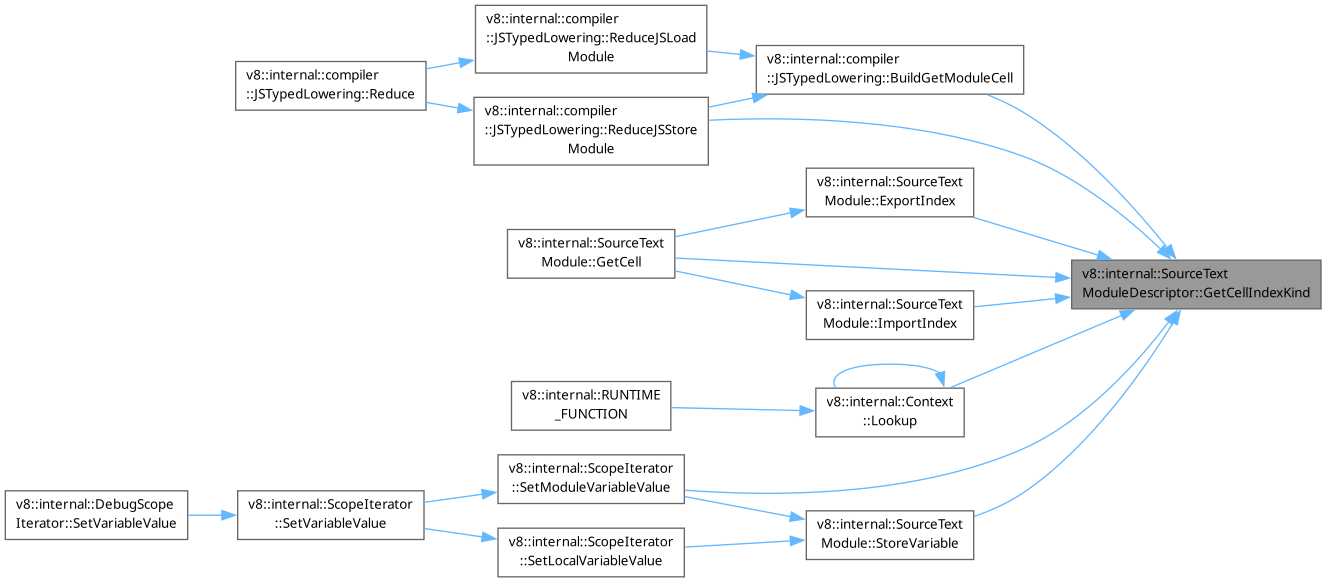 v8::internal::compiler
::JSTypedLowering::ReduceJSLoad
Module
v8::internal::compiler
::JSTypedLowering::BuildGetModuleCell
v8::internal::compiler
::JSTypedLowering::Reduce
v8::internal::compiler
::JSTypedLowering::ReduceJSStore
Module
v8::internal::SourceText
Module::ExportIndex
v8::internal::SourceText
Module::GetCell
v8::internal::SourceText
ModuleDescriptor::GetCellIndexKind
v8::internal::SourceText
Module::ImportIndex
v8::internal::RUNTIME
_FUNCTION
v8::internal::Context
::Lookup
v8::internal::ScopeIterator
::SetModuleVariableValue
v8::internal::DebugScope
Iterator::SetVariableValue
v8::internal::ScopeIterator
::SetVariableValue
v8::internal::SourceText
Module::StoreVariable
v8::internal::ScopeIterator
::SetLocalVariableValue